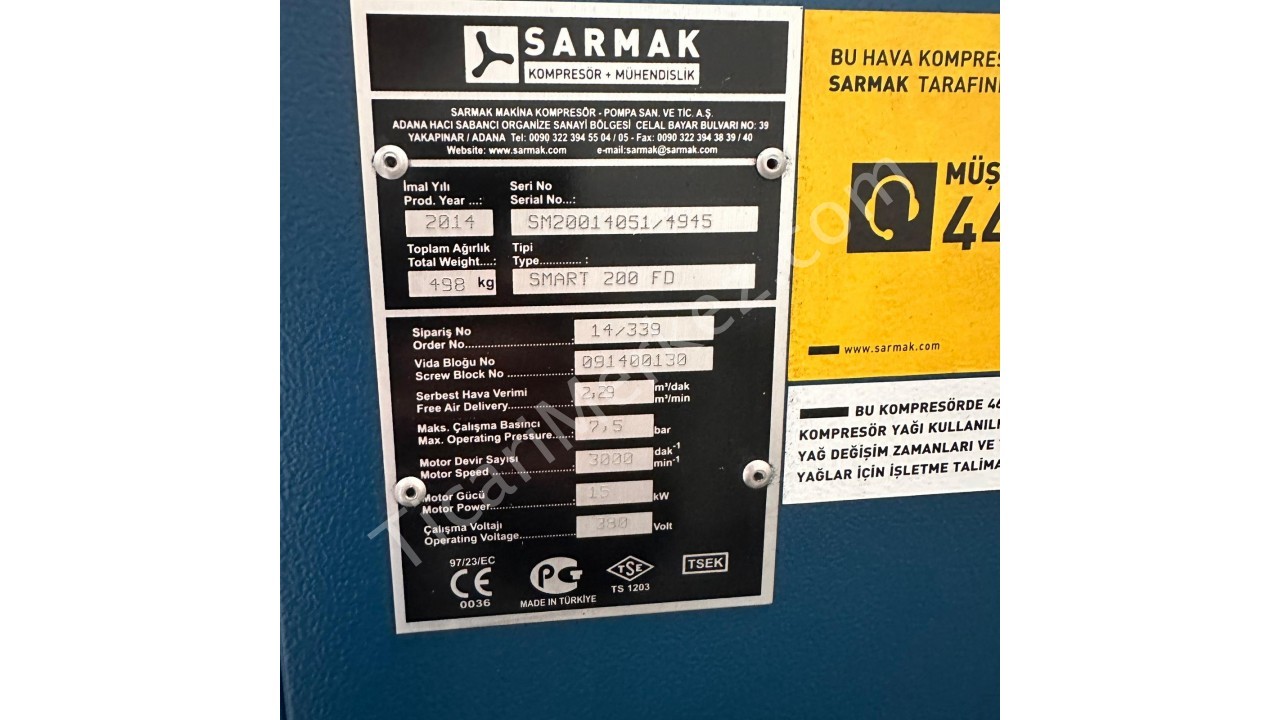 SARMAK
KOMPRESÖR + MÜHENDISLIK
SARMAK MAKİNA KOMPRESÖR - POMPA SAN. VE TİC. A.Ş.
ADANA HACI SABANCI ORGANİZE SANAYİ BÖLGESİ CELAL BAYAR BULVARI NO: 39
YAKAPINAR / ADANA Tel: 0090 322 394 55 04 / 05 - Fax: 0090 322 394 38 39 / 40
Website: www.sarmak.com e-mail:sarmak@sarmak.com
İmal Yılı
Prod. Year ...:
2014
Seri No
Serial No...:
SM20014051/4945
Toplam Ağırlık
Total Weight....:
498 kg
Tipi
Type............. :
SMART 200 FD
Sipariş No
Order No..............................:
14/339
Vida Bloğu No
Screw Block No ....................:
091400130
Serbest Hava Verimi
Free Air Delivery..................:
2,29
m³/dak
m³/min
Maks. Çalışma Basıncı
Max. Operating Pressure......:
7,5 bar
Motor Devir Sayısı
Motor Speed ........................:
3000
dak⁻¹
min⁻¹
Motor Gücü
Motor Power.........................:
15 kW
Çalışma Voltajı
Operating Voltage.................:
380 Volt
97/23/EC
CE
0036
MADE IN TÜRKİYE
TSE
TS 1203
TSEK
BU HAVA KOMPRES
SARMAK TARAFIN
MÜŞ
44
www.sarmak.com
BU KOMPRESÖRDE 46
KOMPRESÖR YAĞI KULLANIL
YAĞ DEĞİŞİM ZAMANLARI VE
YAĞLAR İÇİN İŞLETME TALİMA
TicariMerkez.com